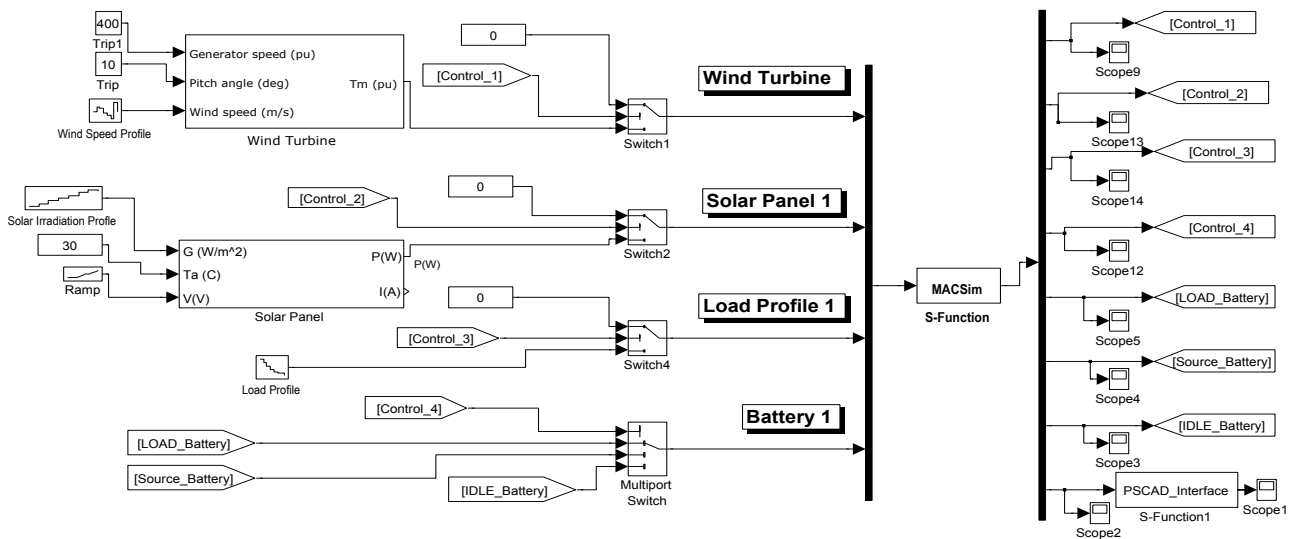 400
Trip1
10
Trip
Wind Speed Profile
Generator speed (pu)
Pitch angle (deg)
Wind speed (m/s)
Tm (pu)
Wind Turbine
0
[Control_1]
Switch1
Wind Turbine
Solar Irradiation Profle
30
Ramp
G (W/m^2)
Ta (C)
V(V)
P(W)
I(A)
P(W)
Solar Panel
[Control_2]
0
Switch2
Solar Panel 1
0
[Control_3]
Load Profile
Switch4
Load Profile 1
[Control_4]
[LOAD_Battery]
[Source_Battery]
[IDLE_Battery]
Multiport
Switch
Battery 1
MACSim
S-Function
[Control_1]
Scope9
[Control_2]
Scope13
[Control_3]
Scope14
[Control_4]
Scope12
[LOAD_Battery]
Scope5
[Source_Battery]
Scope4
[IDLE_Battery]
Scope3
PSCAD_Interface
S-Function1
Scope1
Scope2